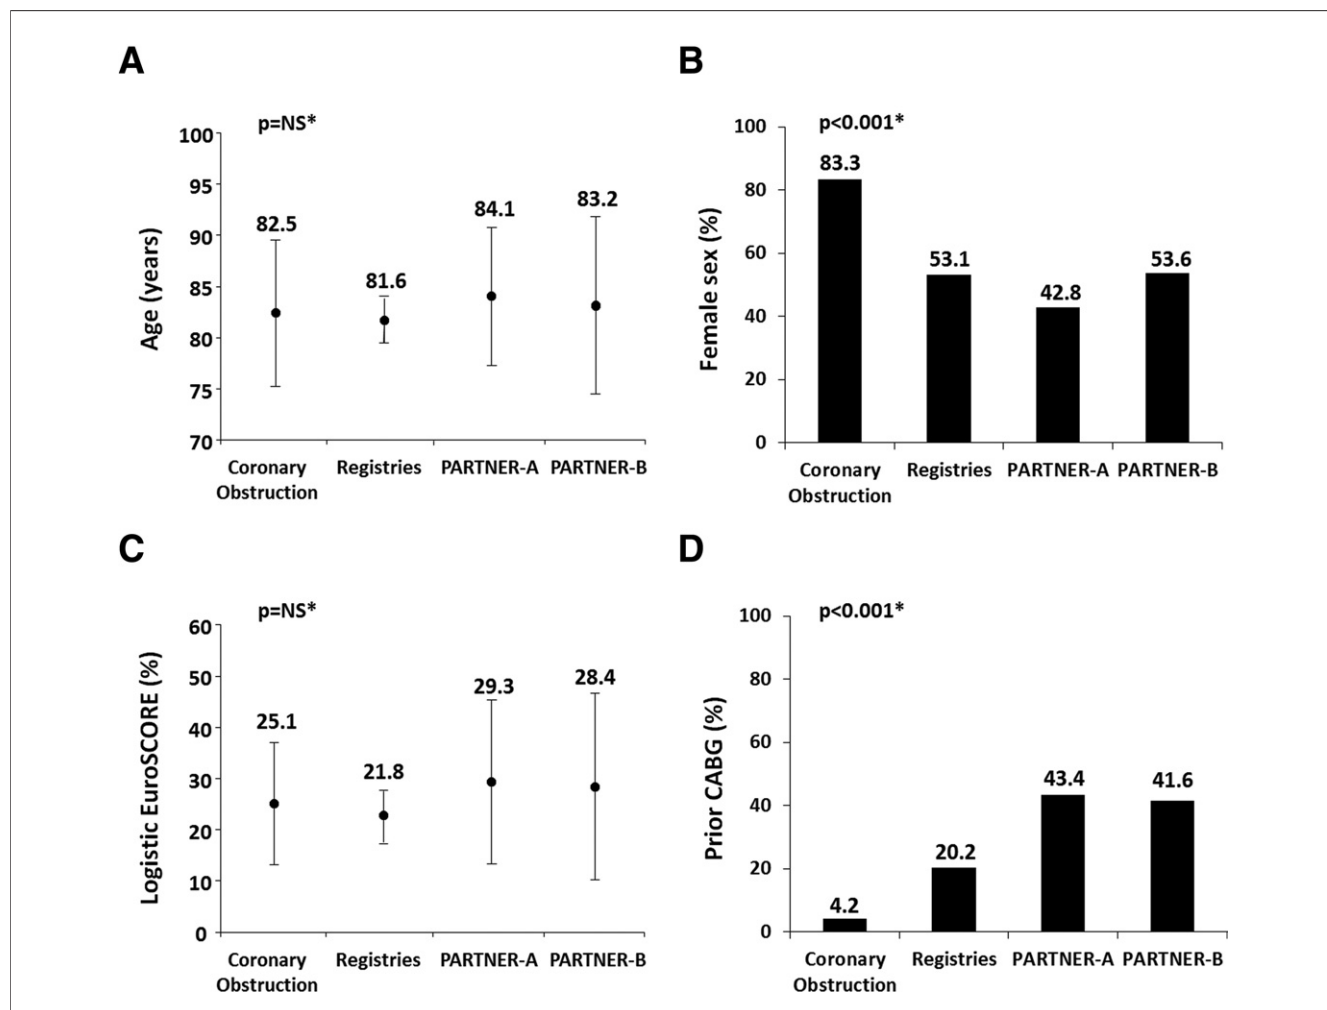 A
p=NS*
Age (years)
100
95
90
85
80
75
70
82.5
81.6
84.1
83.2
Coronary
Obstruction
Registries
PARTNER-A
PARTNER-B
B
p<0.001*
Female sex (%)
100
80
60
40
20
0
83.3
53.1
42.8
53.6
Coronary
Obstruction
Registries
PARTNER-A
PARTNER-B
C
p=NS*
Logistic EuroSCORE (%)
60
50
40
30
20
10
0
25.1
21.8
29.3
28.4
Coronary
Obstruction
Registries
PARTNER-A
PARTNER-B
D
p<0.001*
Prior CABG (%)
100
80
60
40
20
0
4.2
20.2
43.4
41.6
Coronary
Obstruction
Registries
PARTNER-A
PARTNER-B